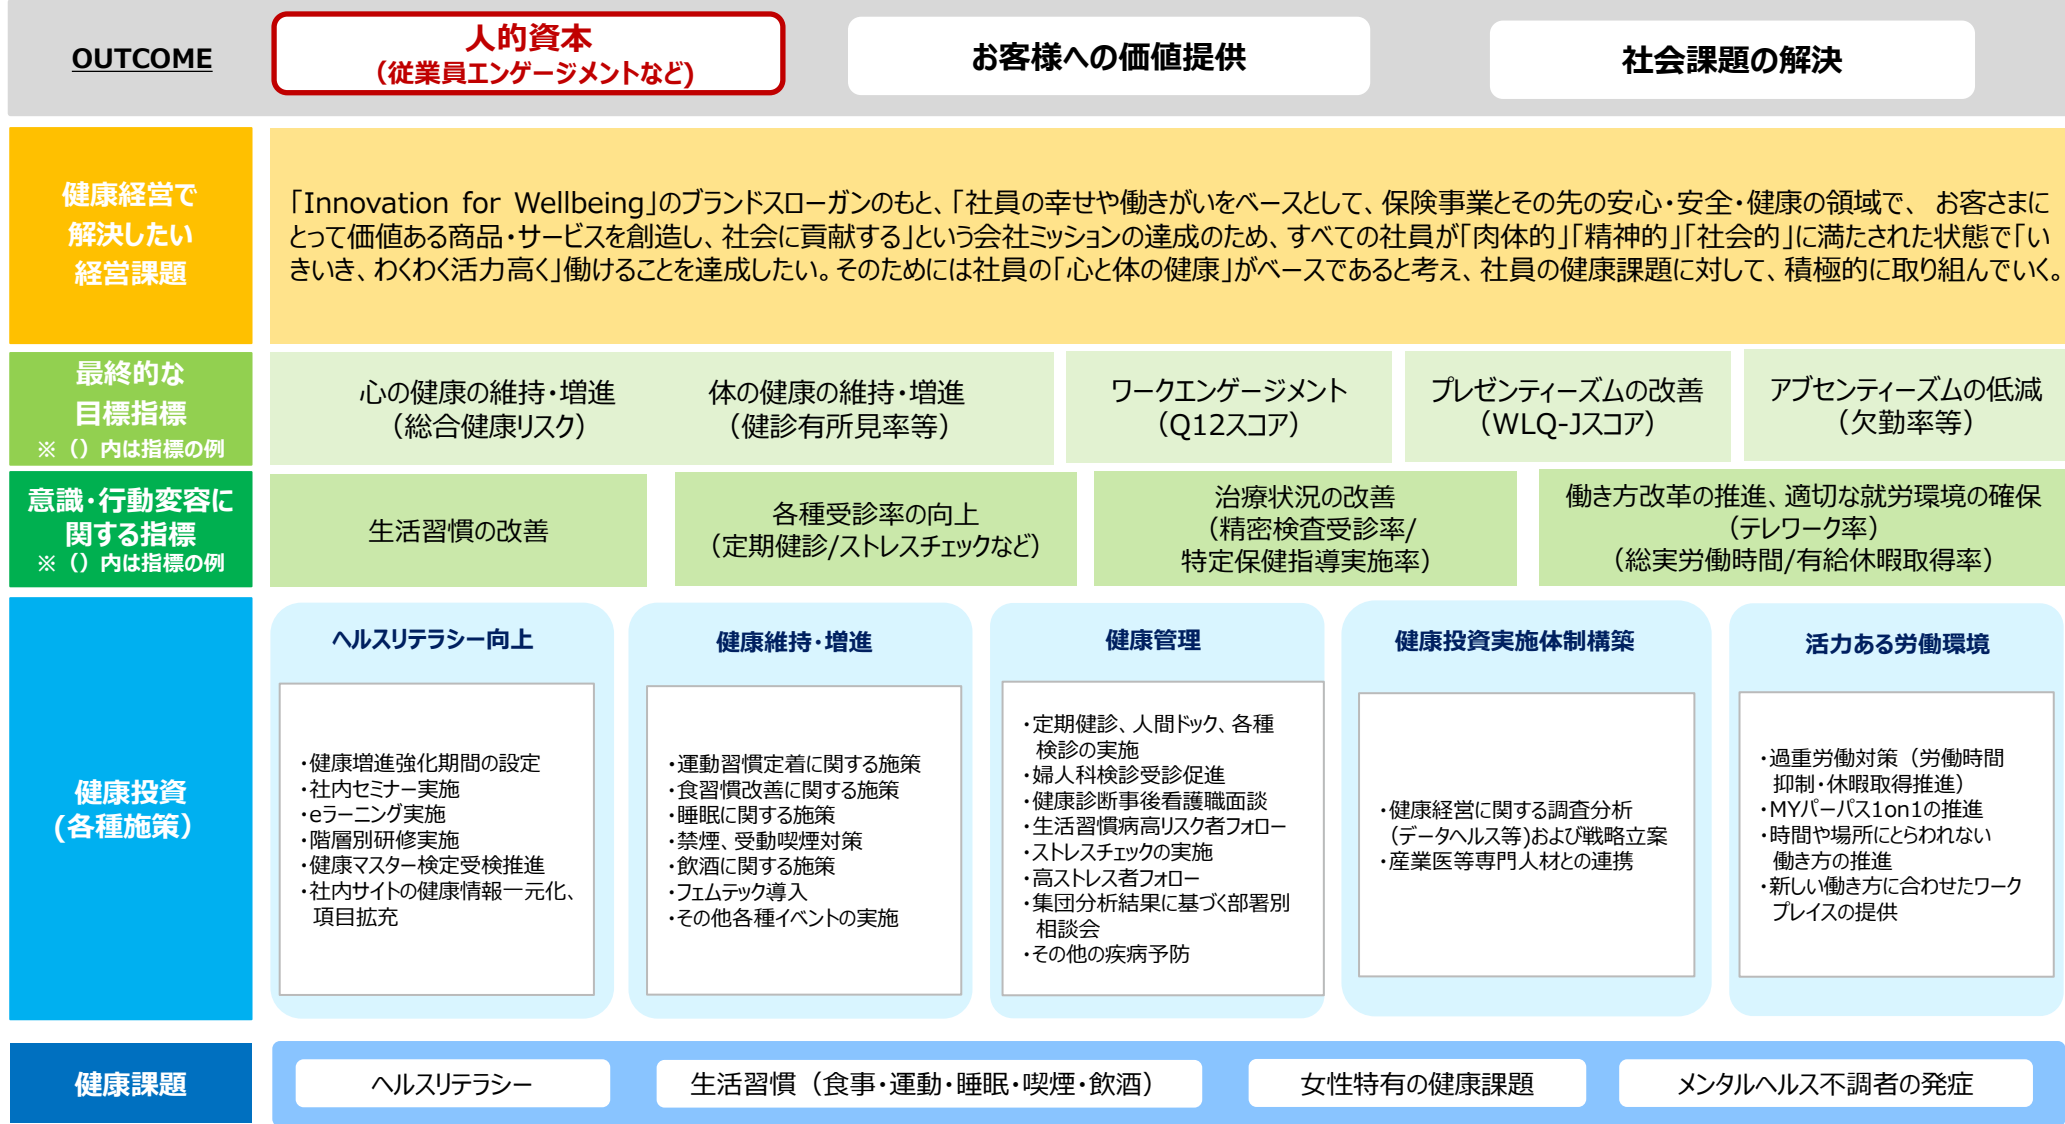 OUTCOME
人的資本
（従業員エンゲージメントなど)
お客様への価値提供
社会課題の解決
健康経営で
解決したい
経営課題
「Innovation for Wellbeing」のブランドスローガンのもと、「社員の幸せや働きがいをベースとして、保険事業とその先の安心・安全・健康の領域で、 お客さまに
とって価値ある商品・サービスを創造し、社会に貢献する」という会社ミッションの達成のため、すべての社員が「肉体的」「精神的」「社会的」に満たされた状態で「い
きいき、わくわく活力高く」働けることを達成したい。そのためには社員の「心と体の健康」がベースであると考え、社員の健康課題に対して、積極的に取り組んでいく。
最終的な
目標指標
※（）内は指標の例
心の健康の維持・増進
（総合健康リスク）
体の健康の維持・増進
（健診有所見率等）
ワークエンゲージメント
（Q12スコア）
プレゼンティーズムの改善
（WLQ-Jスコア）
アブセンティーズムの低減
（欠勤率等）
意識・行動変容に
関する指標
※（）内は指標の例
生活習慣の改善
各種受診率の向上
（定期健診/ストレスチェックなど）
治療状況の改善
（精密検査受診率/
特定保健指導実施率）
働き方改革の推進、適切な就労環境の確保
（テレワーク率）
（総実労働時間/有給休暇取得率）
健康投資
(各種施策）
ヘルスリテラシー向上
・健康増進強化期間の設定
・社内セミナー実施
・eラーニング実施
・階層別研修実施
・健康マスター検定受検推進
・社内サイトの健康情報一元化、
項目拡充
健康維持・増進
・運動習慣定着に関する施策
・食習慣改善に関する施策
・睡眠に関する施策
・禁煙、受動喫煙対策
・飲酒に関する施策
・フェムテック導入
・その他各種イベントの実施
健康管理
・定期健診、人間ドック、各種
検診の実施
・婦人科検診受診促進
・健康診断事後看護職面談
・生活習慣病高リスク者フォロー
・ストレスチェックの実施
・高ストレス者フォロー
・集団分析結果に基づく部署別
相談会
・その他の疾病予防
健康投資実施体制構築
・健康経営に関する調査分析
（データヘルス等)および戦略立案
・産業医等専門人材との連携
活力ある労働環境
・過重労働対策（労働時間
抑制・休暇取得推進）
・MYパーパス1on1の推進
・時間や場所にとらわれない
働き方の推進
・新しい働き方に合わせたワーク
プレイスの提供
健康課題
ヘルスリテラシー
生活習慣（食事・運動・睡眠・喫煙・飲酒）
女性特有の健康課題
メンタルヘルス不調者の発症